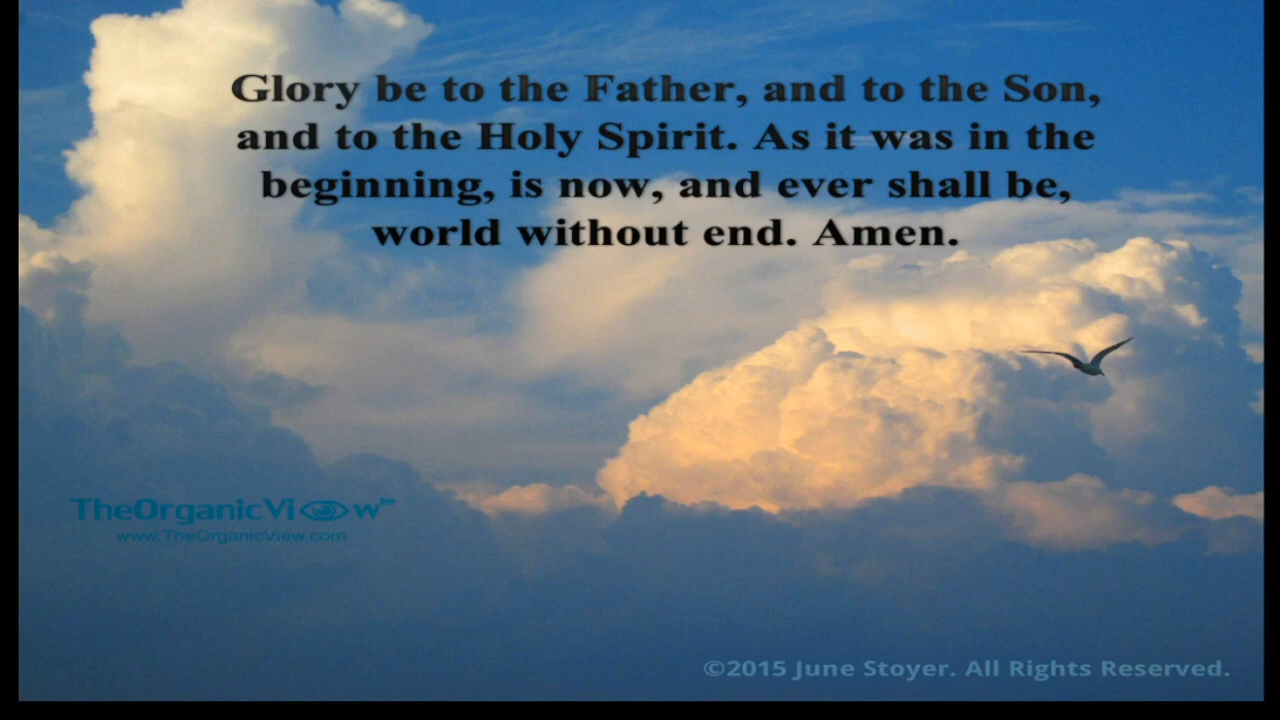 Glory be to the Father, and to the Son,
and to the Holy Spirit. As it was in the
beginning, is now, and ever shall be,
world without end. Amen.
TheOrganicView™
www.TheOrganicView.com
©2015 June Stoyer. All Rights Reserved.